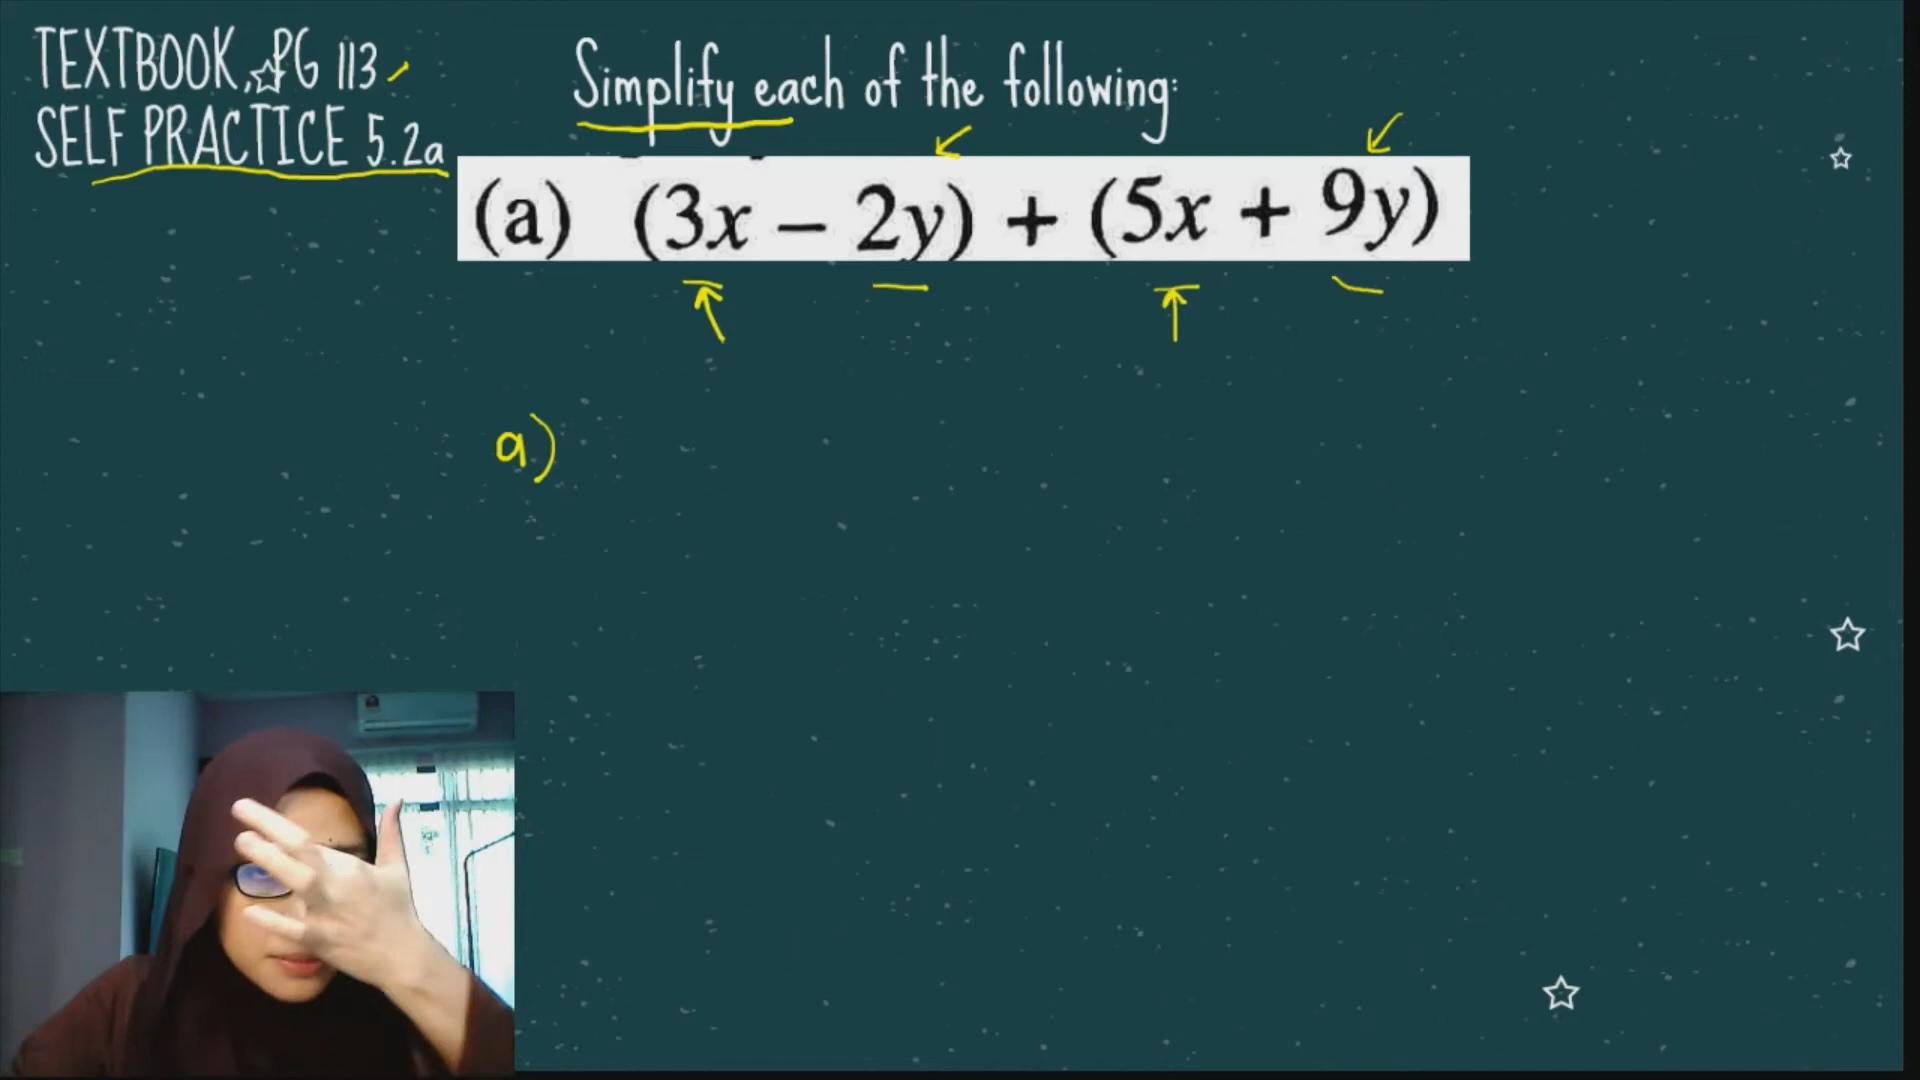 TEXTBOOK, PG 113
SELF PRACTICE 5.2a
Simplify each of the following:
(a) (3x – 2y) + (5x + 9y)
a)